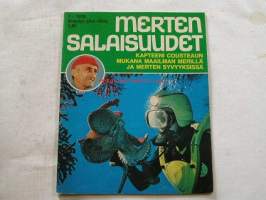 MERTEN
SALAISUUDET
KAPTEENI COUSTEAUN
MUKANA MAAILMAN MERILLÄ
JA MERTEN SYVYYKSISSÄ